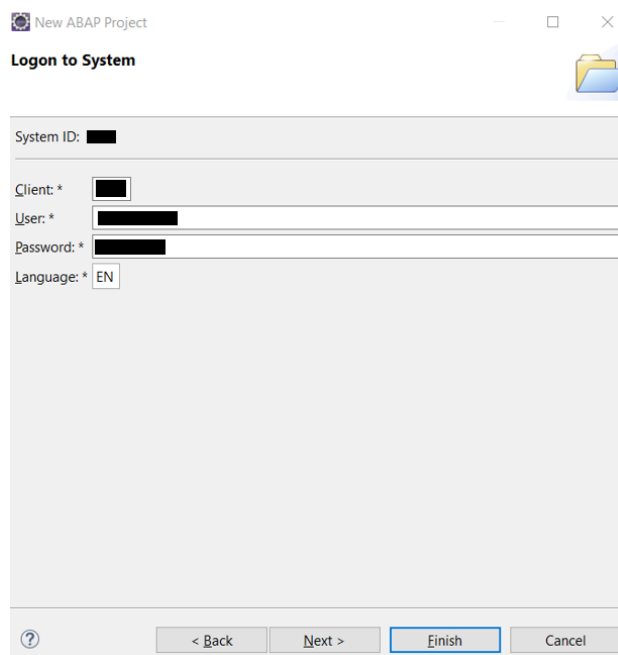 New ABAP Project
Logon to System
System ID:
Client: *
User: *
Password: *
Language: * EN
< Back Next > Finish Cancel